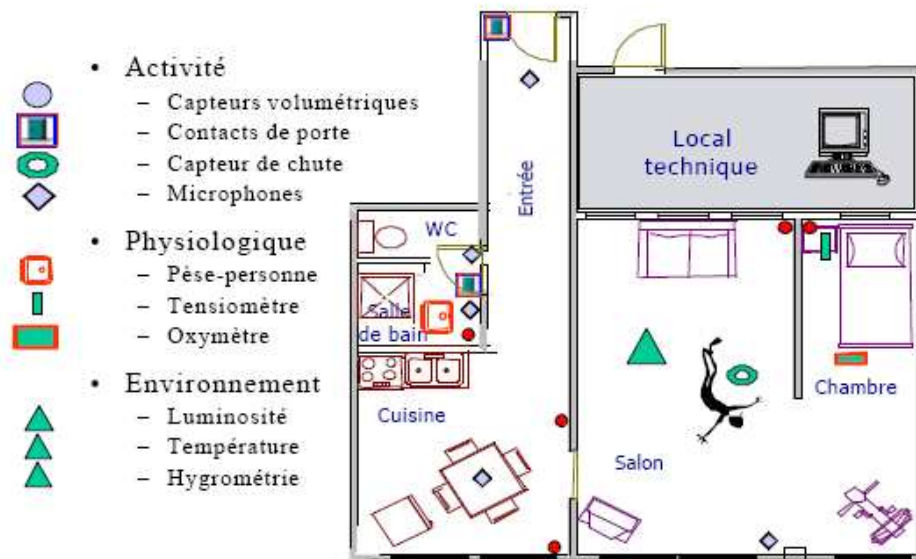 • Activité
– Capteurs volumétriques
– Contacts de porte
– Capteur de chute
– Microphones
• Physiologique
– Pèse-personne
– Tensiomètre
– Oxymètre
• Environnement
– Luminosité
– Température
– Hygrométrie
Entrée
Local
technique
WC
Salle
de bain
Cuisine
Salon
Chambre